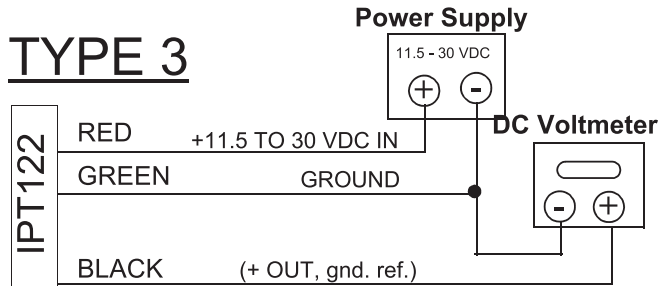 Power Supply
TYPE 3
11.5 - 30 VDC
+ -
DC Voltmeter
IPT122
RED
+11.5 TO 30 VDC IN
GREEN
GROUND
- +
BLACK
(+ OUT, gnd. ref.)